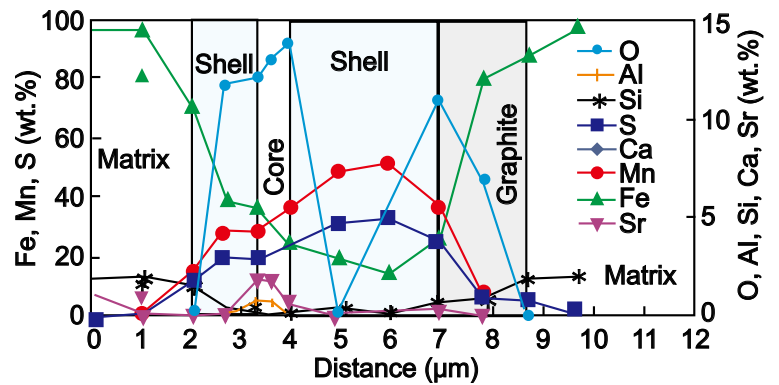 100
80
60
40
20
0
Fe, Mn, S (wt.%)
Matrix
Shell
Core
Shell
Graphite
Matrix
O
Al
Si
S
Ca
Mn
Fe
Sr
15
10
5
0
O, Al, Si, Ca, Sr (wt.%)
0 1 2 3 4 5 6 7 8 9 10 11 12
Distance (μm)